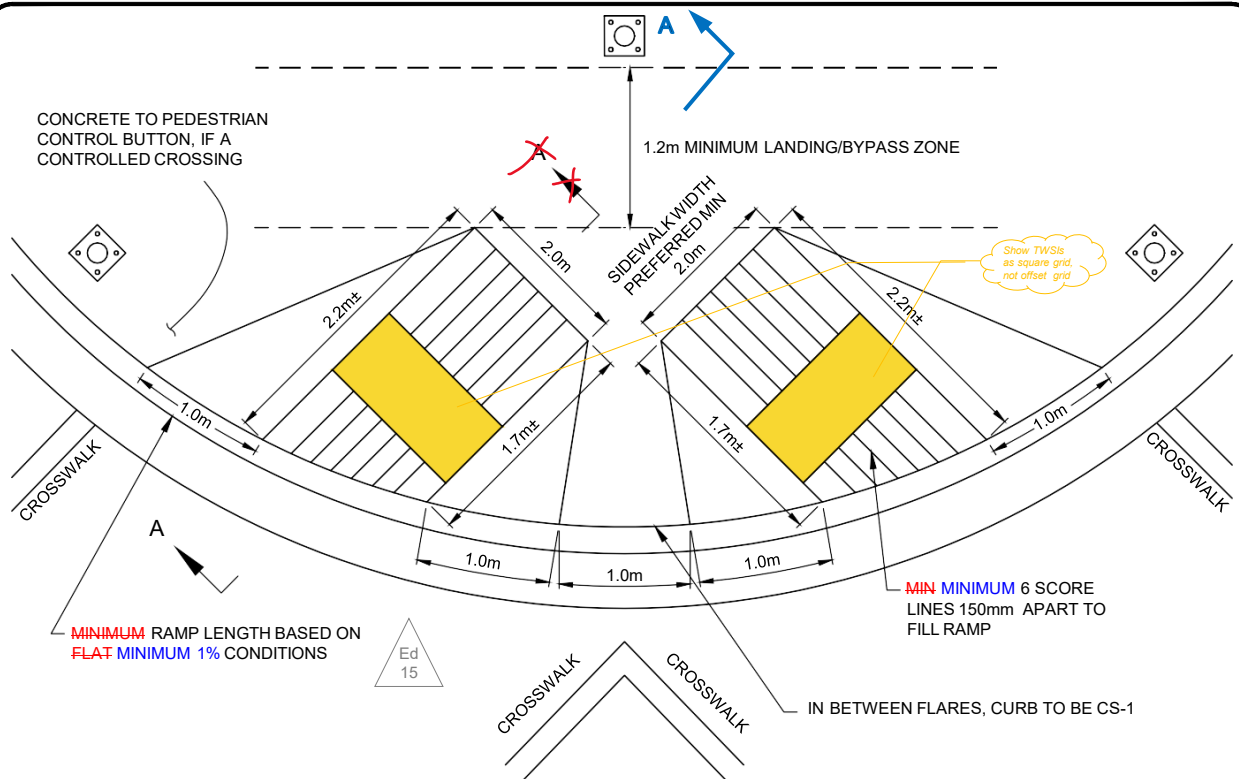 A
CONCRETE TO PEDESTRIAN
CONTROL BUTTON, IF A
CONTROLLED CROSSING
1.2m MINIMUM LANDING/BYPASS ZONE
A
SIDEWALK WIDTH
PREFERRED MIN
2.0m
2.0m
Show TWSIs
as square grid,
not offset grid
2.2m±
2.2m±
1.0m
1.7m±
1.7m±
1.0m
CROSSWALK
CROSSWALK
A
1.0m
1.0m
1.0m
MIN MINIMUM 6 SCORE
LINES 150mm APART TO
FILL RAMP
MINIMUM RAMP LENGTH BASED ON
FLAT MINIMUM 1% CONDITIONS
Ed
15
CROSSWALK
CROSSWALK
IN BETWEEN FLARES, CURB TO BE CS-1